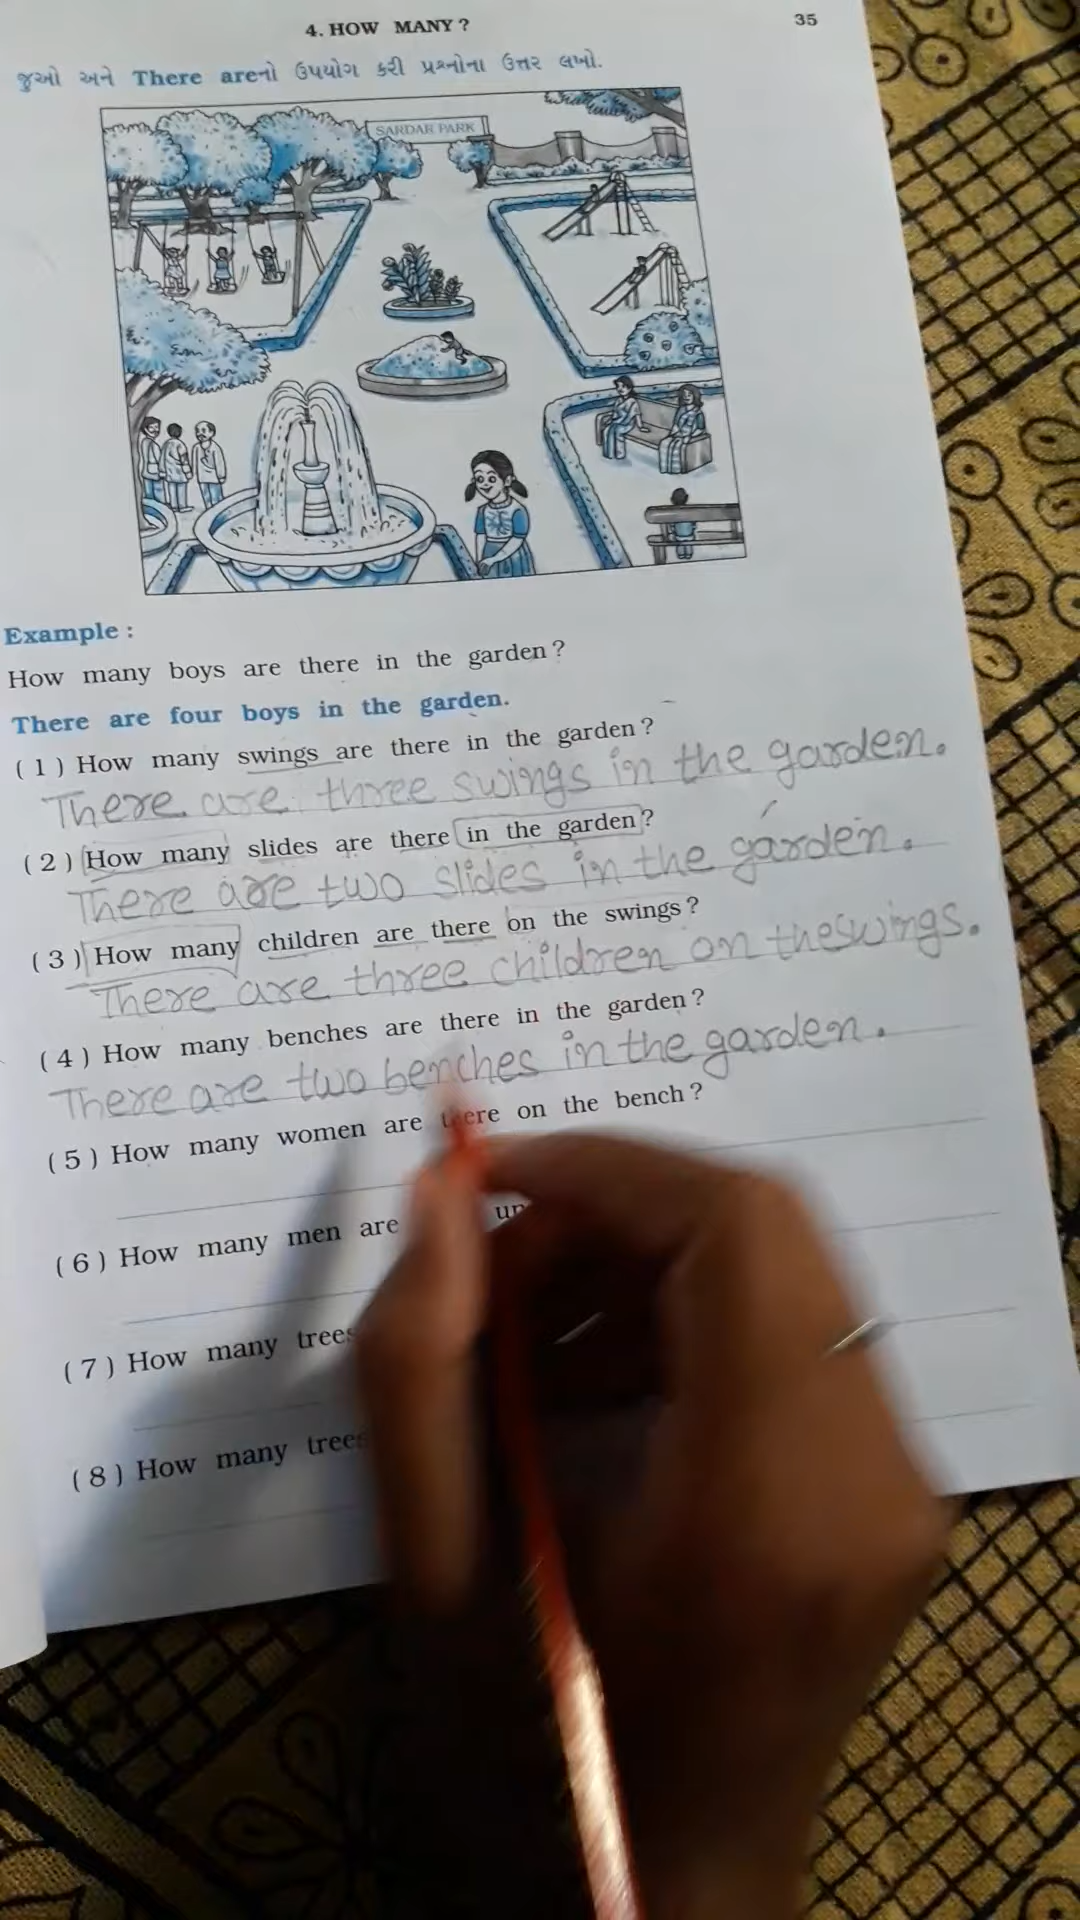 4. HOW MANY ?
35
જુઓ અને There areનો ઉપયોગ કરી પ્રશ્નોના ઉત્તર લખો.
SARDAR PARK
Example :
How many boys are there in the garden ?
There are four boys in the garden.
( 1 ) How many swings are there in the garden ?
There are three swings in the garden.
( 2 ) How many slides are there in the garden ?
There are two slides in the garden.
( 3 ) How many children are there on the swings ?
There are three children on theswings.
( 4 ) How many benches are there in the garden ?
There are two benches in the garden.
( 5 ) How many women are there on the bench ?
( 6 ) How many men are
( 7 ) How many trees
( 8 ) How many trees